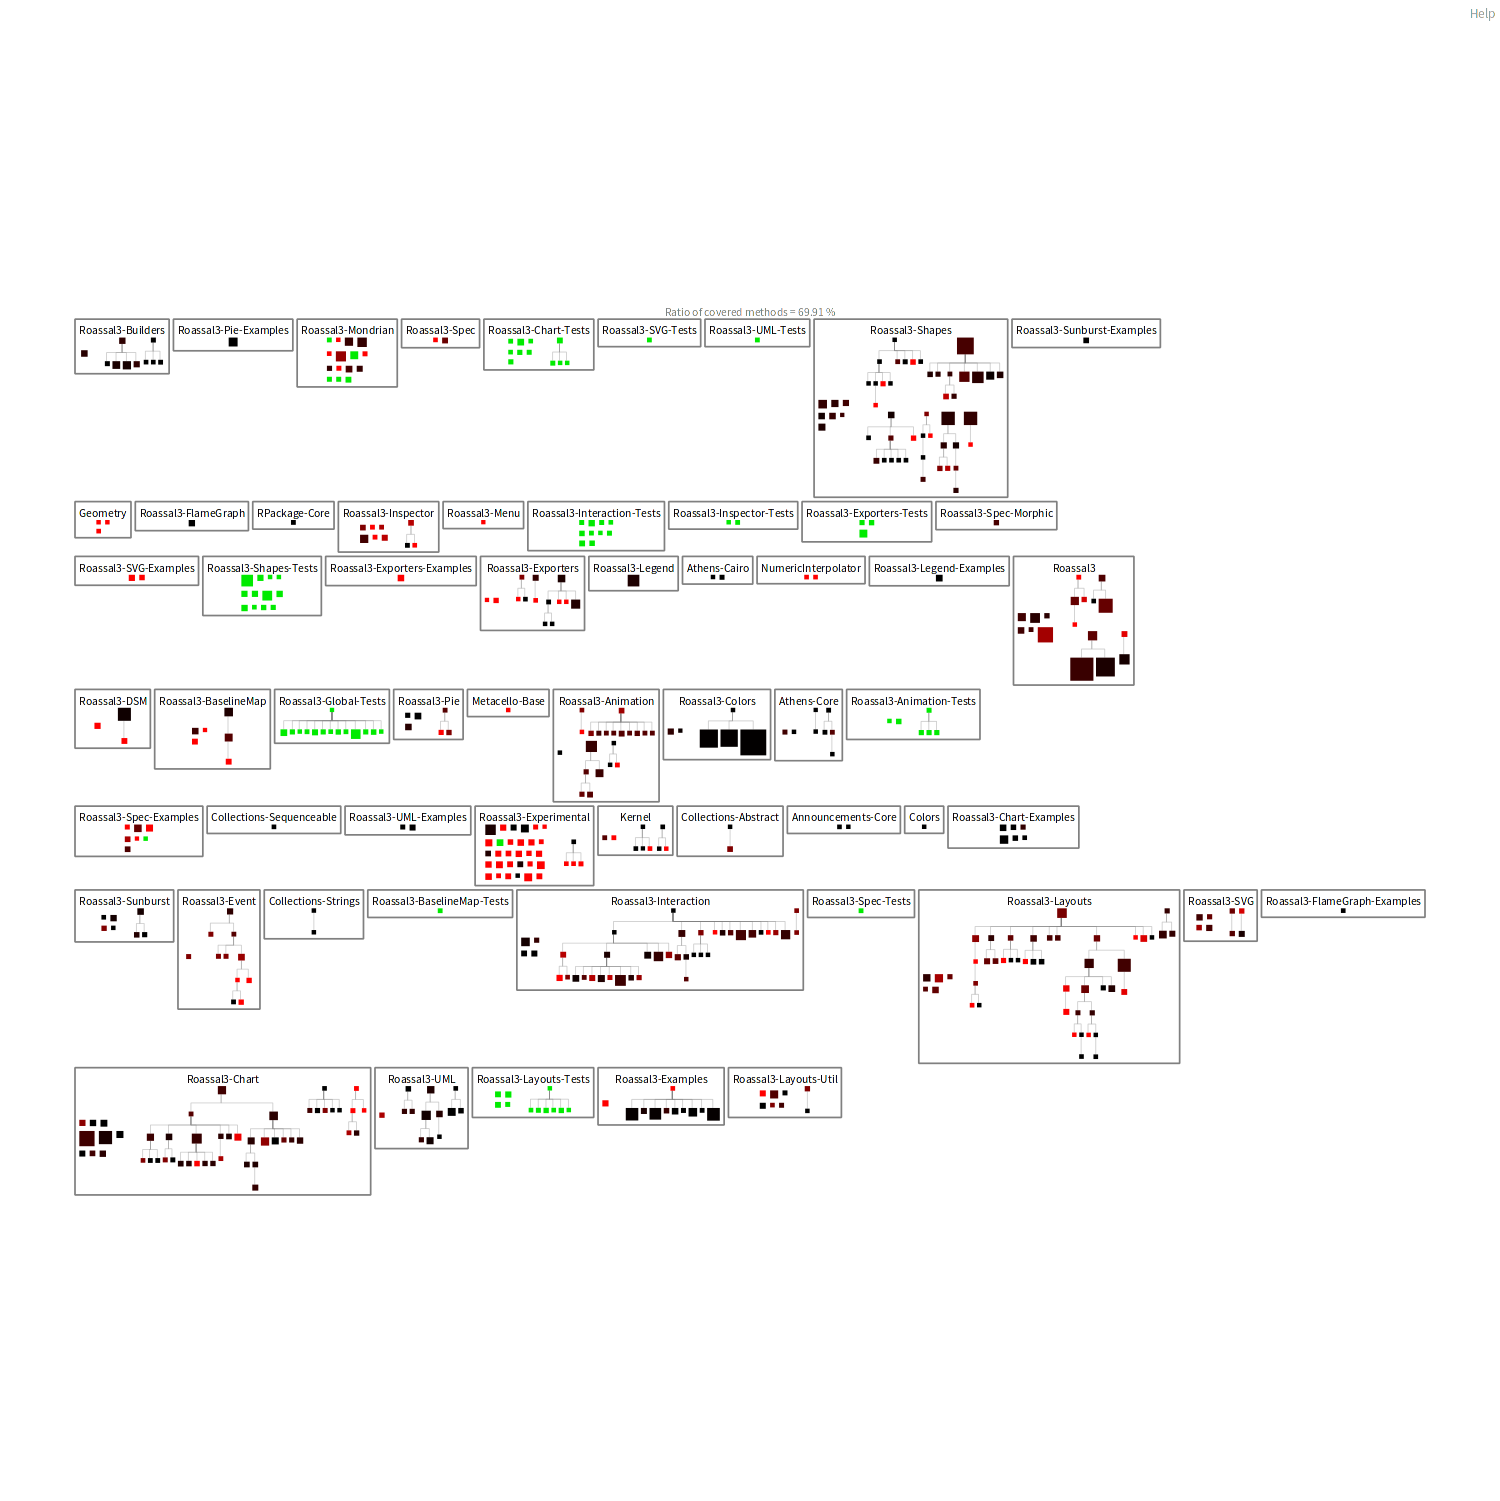 Help
Ratio of covered methods = 69.91 %
Roassal3-Builders
Roassal3-Pie-Examples
Roassal3-Mondrian
Roassal3-Spec
Roassal3-Chart-Tests
Roassal3-SVG-Tests
Roassal3-UML-Tests
Roassal3-Shapes
Roassal3-Sunburst-Examples
Geometry
Roassal3-FlameGraph
RPackage-Core
Roassal3-Inspector
Roassal3-Menu
Roassal3-Interaction-Tests
Roassal3-Inspector-Tests
Roassal3-Exporters-Tests
Roassal3-Spec-Morphic
Roassal3-SVG-Examples
Roassal3-Shapes-Tests
Roassal3-Exporters-Examples
Roassal3-Exporters
Roassal3-Legend
Athens-Cairo
NumericInterpolator
Roassal3-Legend-Examples
Roassal3
Roassal3-DSM
Roassal3-BaselineMap
Roassal3-Global-Tests
Roassal3-Pie
Metacello-Base
Roassal3-Animation
Roassal3-Colors
Athens-Core
Roassal3-Animation-Tests
Roassal3-Spec-Examples
Collections-Sequenceable
Roassal3-UML-Examples
Roassal3-Experimental
Kernel
Collections-Abstract
Announcements-Core
Colors
Roassal3-Chart-Examples
Roassal3-Sunburst
Roassal3-Event
Collections-Strings
Roassal3-BaselineMap-Tests
Roassal3-Interaction
Roassal3-Spec-Tests
Roassal3-Layouts
Roassal3-SVG
Roassal3-FlameGraph-Examples
Roassal3-Chart
Roassal3-UML
Roassal3-Layouts-Tests
Roassal3-Examples
Roassal3-Layouts-Util